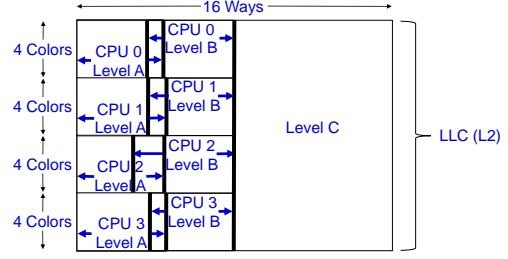 16 Ways
4 Colors
CPU 0
Level A
CPU 0
Level B
4 Colors
CPU 1
Level A
CPU 1
Level B
4 Colors
CPU 2
Level A
CPU 2
Level B
4 Colors
CPU 3
Level A
CPU 3
Level B
Level C
LLC (L2)